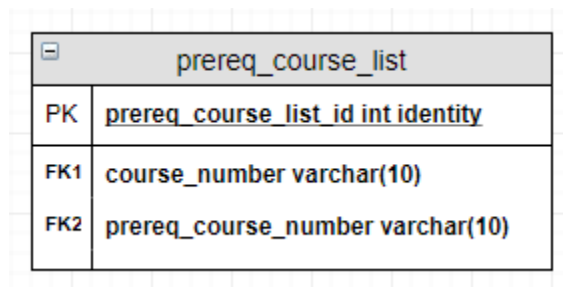 prereq_course_list
PK prereq_course_list_id int identity
FK1 course_number varchar(10)
FK2 prereq_course_number varchar(10)